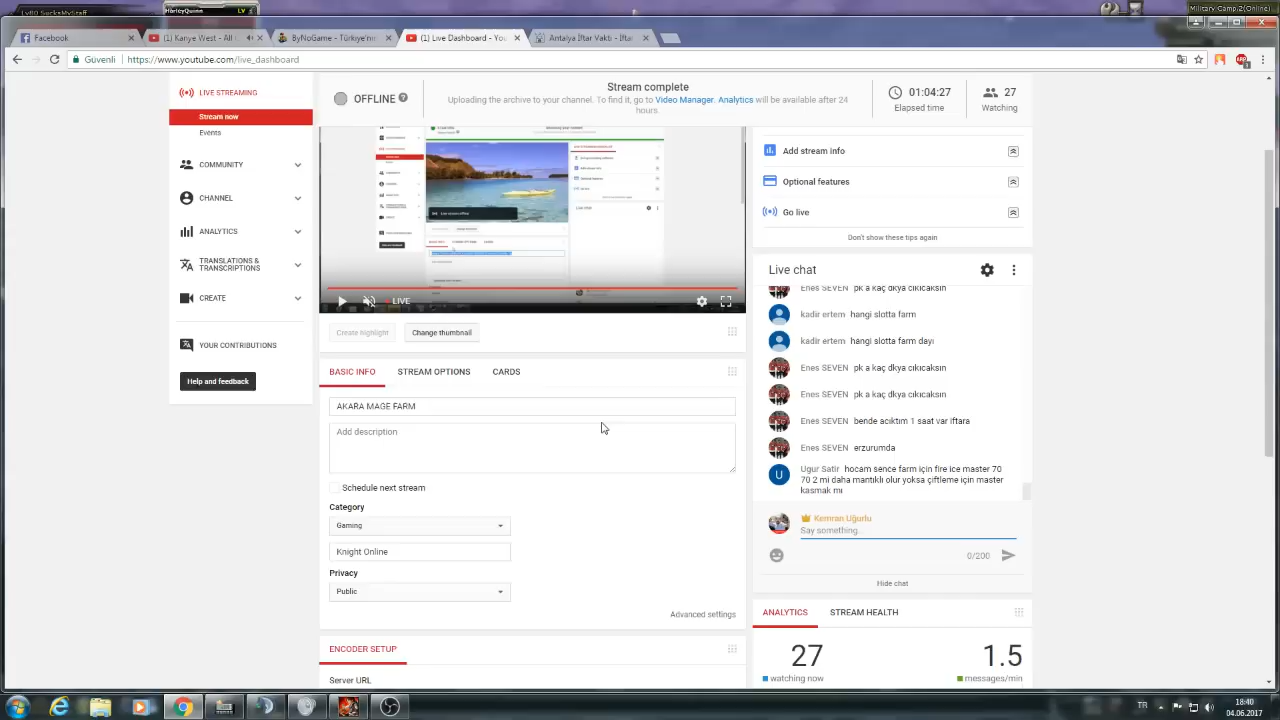 Lv80 SucksMyStaff
HarleyQuinn
LV
Military-Camp.2(Online)
Facebook
(1) Kanye West - All
ByNoGame - Türkiye'nin
(1) Live Dashboard - You
Antalya İftar Vakti - İftar
Güvenli
https://www.youtube.com/live_dashboard
LIVE STREAMING
Stream now
Events
COMMUNITY
CHANNEL
ANALYTICS
TRANSLATIONS &
TRANSCRIPTIONS
CREATE
YOUR CONTRIBUTIONS
Help and feedback
OFFLINE
Stream complete
Uploading the archive to your channel. To find it, go to Video Manager. Analytics will be available after 24
hours.
01:04:27
Elapsed time
27
Watching
LIVE
Create highlight
Change thumbnail
BASIC INFO
STREAM OPTIONS
CARDS
AKARA MAGE FARM
Add description
Schedule next stream
Category
Gaming
Knight Online
Privacy
Public
Advanced settings
ENCODER SETUP
Server URL
Add stream info
Optional features
Go live
Don't show these tips again
Live chat
Enes SEVEN pk a kaç dkya cıkıcaksın
kadir ertem hangi slotta farm
kadir ertem hangi slotta farm dayı
Enes SEVEN pk a kaç dkya cıkıcaksın
Enes SEVEN pk a kaç dkya cıkıcaksın
Enes SEVEN bende acıktım 1 saat var iftara
Enes SEVEN erzurumda
U
Ugur Satir hocam sence farm için fire ice master 70
70 2 mi daha mantıklı olur yoksa çiftleme için master
kasmak mı
Kemran Uğurlu
Say something.
0/200
Hide chat
ANALYTICS
STREAM HEALTH
27
1.5
watching now
messages/min
TR
18:40
04.06.2017